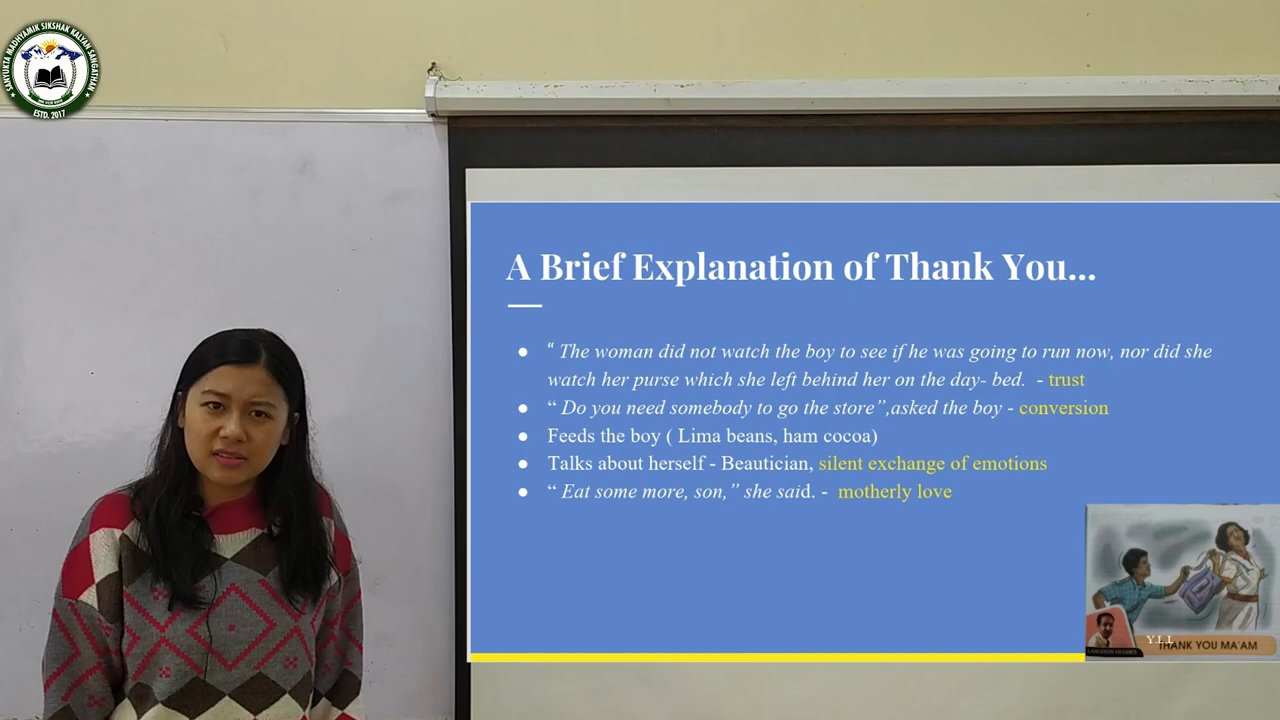 SANYUKTA MADHYAMIK SIKSHAK KALYAN SANGATHAN
ESTD. 2017
A Brief Explanation of Thank You...
● “ The woman did not watch the boy to see if he was going to run now, nor did she
watch her purse which she left behind her on the day- bed. - trust
● “ Do you need somebody to go the store”,asked the boy - conversion
● Feeds the boy ( Lima beans, ham cocoa)
● Talks about herself - Beautician, silent exchange of emotions
● “ Eat some more, son,” she said. - motherly love
LANGSTON HUGHES
THANK YOU MA'AM